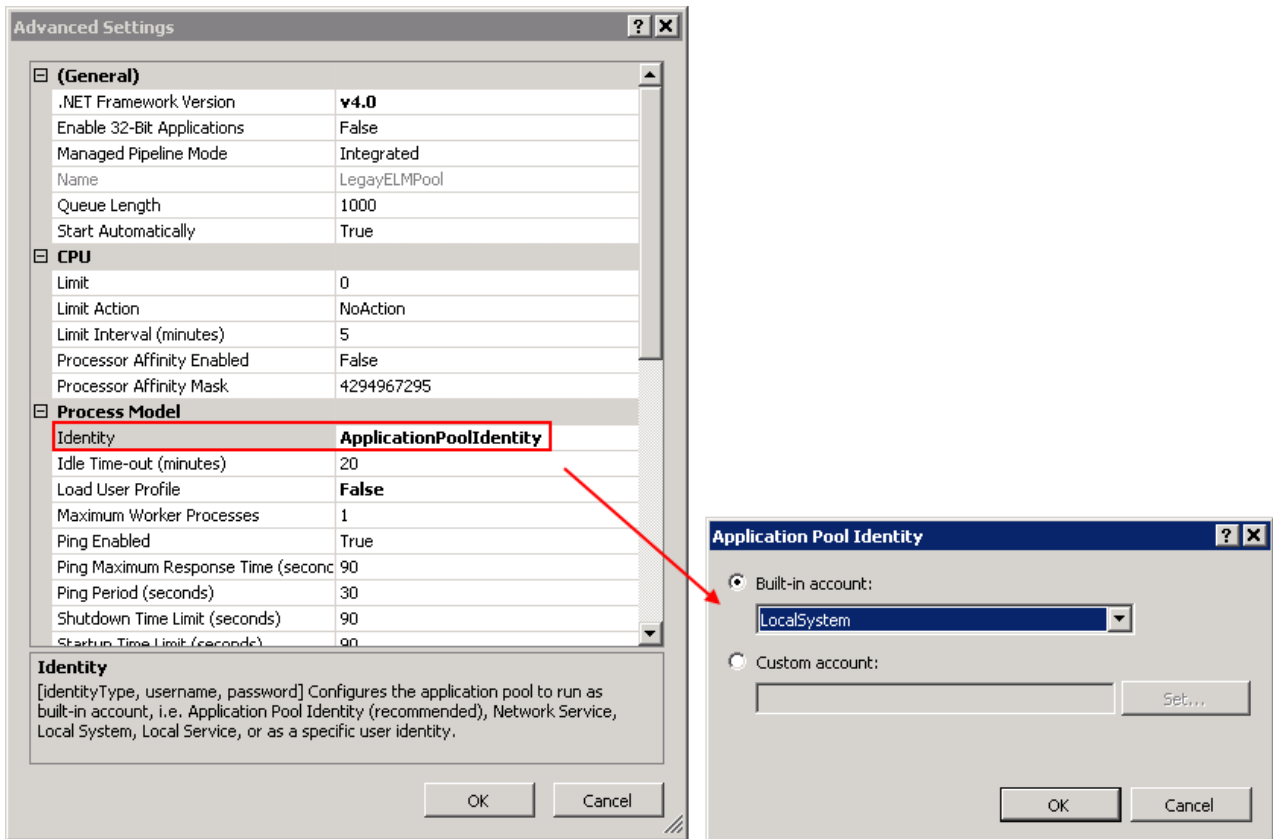 Advanced Settings
(General)
.NET Framework Version v4.0
Enable 32-Bit Applications False
Managed Pipeline Mode Integrated
Name LegayELMPool
Queue Length 1000
Start Automatically True
CPU
Limit 0
Limit Action NoAction
Limit Interval (minutes) 5
Processor Affinity Enabled False
Processor Affinity Mask 4294967295
Process Model
Identity ApplicationPoolIdentity
Idle Time-out (minutes) 20
Load User Profile False
Maximum Worker Processes 1
Ping Enabled True
Ping Maximum Response Time (seconc 90
Ping Period (seconds) 30
Shutdown Time Limit (seconds) 90
Startup Time Limit (seconds) 90
Identity
[identityType, username, password] Configures the application pool to run as
built-in account, i.e. Application Pool Identity (recommended), Network Service,
Local System, Local Service, or as a specific user identity.
OK Cancel
Application Pool Identity
Built-in account:
LocalSystem
Custom account:
Set...
OK Cancel